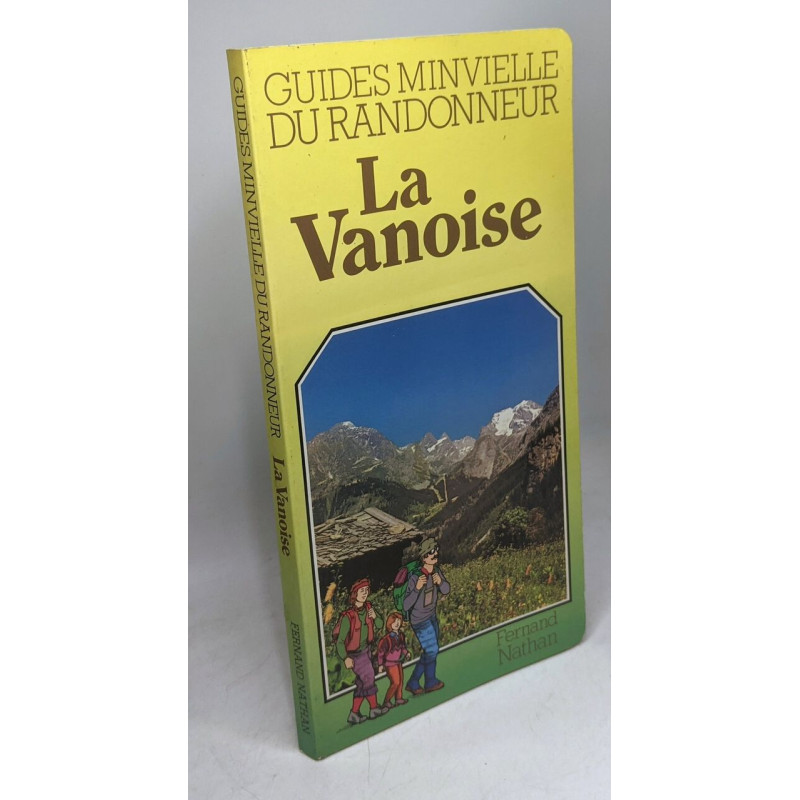 GUIDES MINVIELLE
DU RANDONNEUR
La
Vanoise
Fernand
Nathan
GUIDES MINVIELLE DU RANDONNEUR La Vanoise FERNAND NATHAN